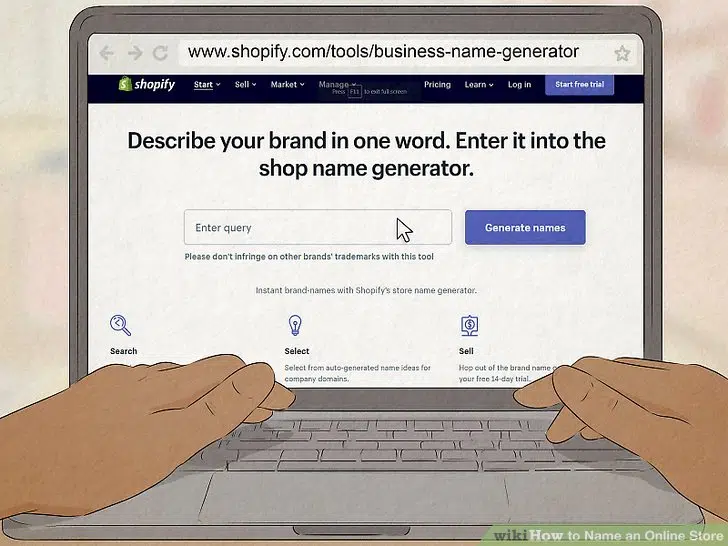 www.shopify.com/tools/business-name-generator
shopify Start Sell Market Manage Pricing Learn Log in Start free trial
Press F11 to exit full screen
Describe your brand in one word. Enter it into the
shop name generator.
Enter query Generate names
Please don't infringe on other brands' trademarks with this tool
Instant brand-names with Shopify's store name generator.
Search Select Sell
Select from auto-generated name ideas for Hop out of the brand name
company domains. your free 14-day trial.
wikiHow to Name an Online Store